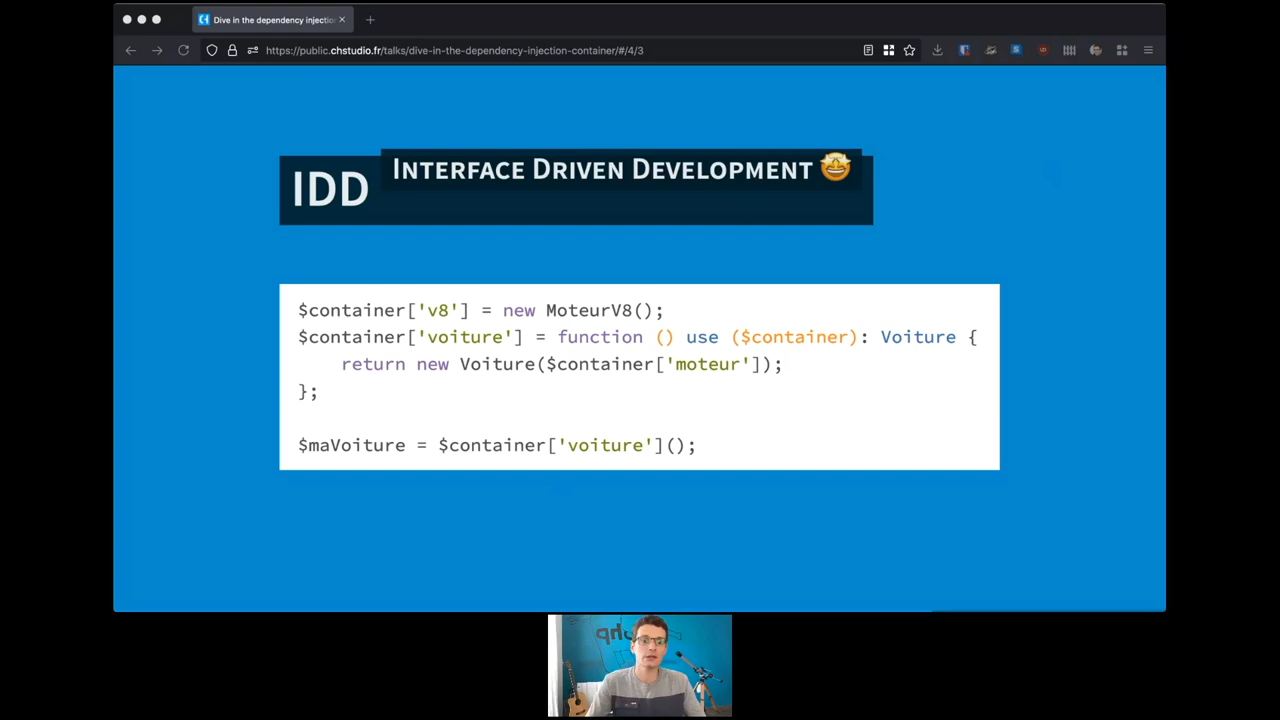 Dive in the dependency injectio
https://public.chstudio.fr/talks/dive-in-the-dependency-injection-container/#/4/3
INTERFACE DRIVEN DEVELOPMENT 🤩
IDD
$container['v8'] = new MoteurV8();
$container['voiture'] = function () use ($container): Voiture {
    return new Voiture($container['moteur']);
};
$maVoiture = $container['voiture']();
php